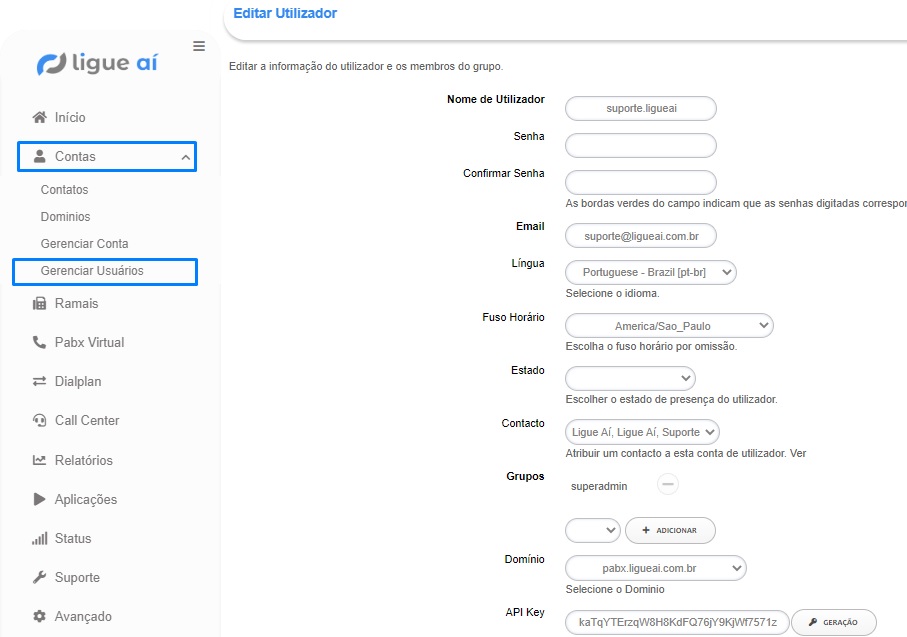 Editar Utilizador
ligue aí
Início
Contas
Contatos
Dominios
Gerenciar Conta
Gerenciar Usuários
Ramais
Pabx Virtual
Dialplan
Call Center
Relatórios
Aplicações
Status
Suporte
Avançado
Editar a informação do utilizador e os membros do grupo.
Nome de Utilizador
suporte.ligueai
Senha
Confirmar Senha
As bordas verdes do campo indicam que as senhas digitadas correspor
Email
suporte@ligueai.com.br
Língua
Portuguese - Brazil [pt-br]
Selecione o idioma.
Fuso Horário
America/Sao_Paulo
Escolha o fuso horário por omissão.
Estado
Escolher o estado de presença do utilizador.
Contacto
Ligue Aí, Ligue Aí, Suporte
Atribuir um contacto a esta conta de utilizador. Ver
Grupos
superadmin
+ ADICIONAR
Domínio
pabx.ligueai.com.br
Selecione o Dominio
API Key
kaTqYTErzqW8H8KdFQ76jY9KjWf7571z
GERAÇÃO